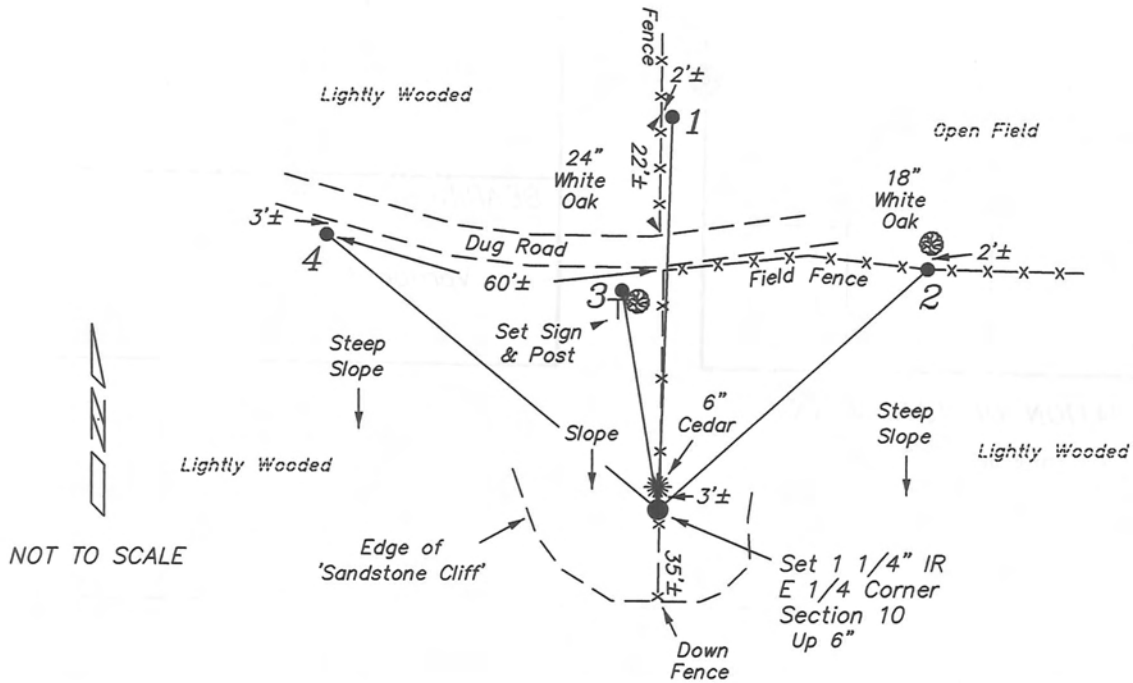 Fence
2'±
1
Lightly Wooded
Open Field
24"
White
Oak
22'±
18"
White
Oak
3'±
4
Dug Road
2'±
2
60'±
Field Fence
3
Set Sign
& Post
Steep
Slope
N
6"
Cedar
Slope
Steep
Slope
Lightly Wooded
Lightly Wooded
3'±
NOT TO SCALE
Edge of
'Sandstone Cliff'
35'±
Set 1 1/4" IR
E 1/4 Corner
Section 10
Up 6"
Down
Fence